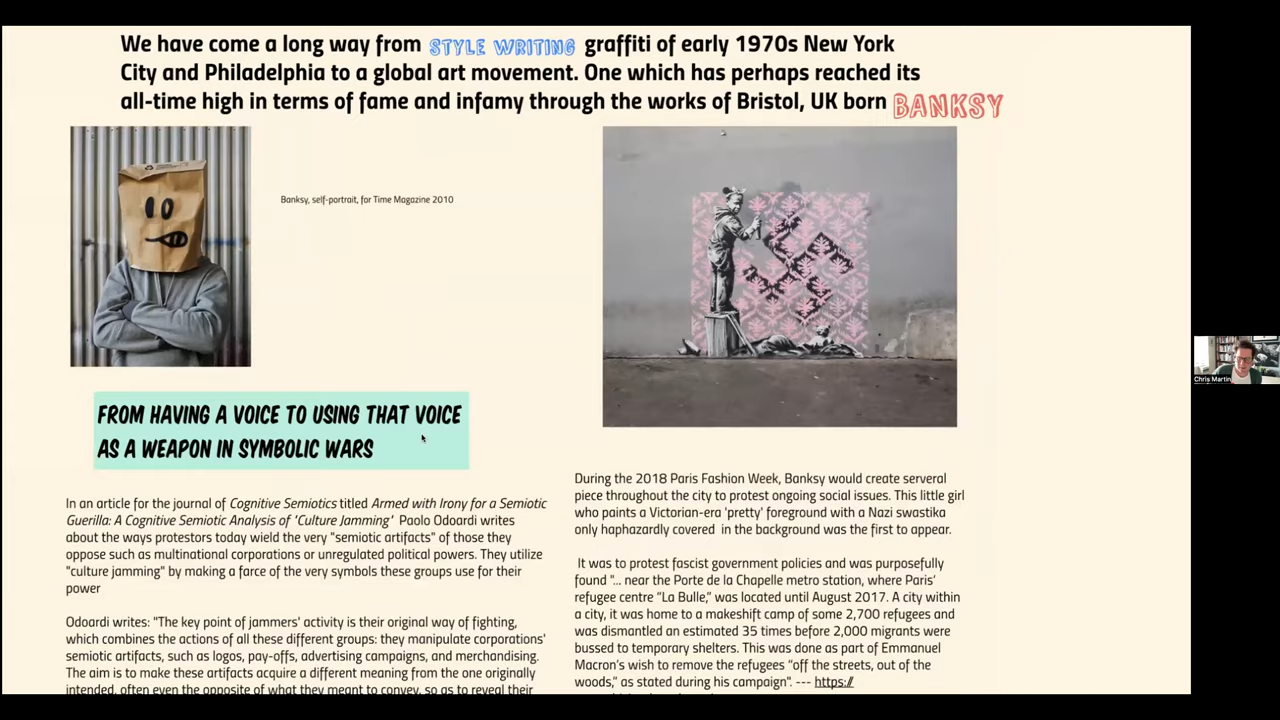 We have come a long way from STYLE WRITING graffiti of early 1970s New York
City and Philadelphia to a global art movement. One which has perhaps reached its
all-time high in terms of fame and infamy through the works of Bristol, UK born BANKSY
Banksy, self-portrait, for Time Magazine 2010
FROM HAVING A VOICE TO USING THAT VOICE
AS A WEAPON IN SYMBOLIC WARS
In an article for the journal of Cognitive Semiotics titled Armed with Irony for a Semiotic
Guerilla: A Cognitive Semiotic Analysis of 'Culture Jamming' Paolo Odoardi writes
about the ways protestors today wield the very "semiotic artifacts" of those they
oppose such as multinational corporations or unregulated political powers. They utilize
"culture jamming" by making a farce of the very symbols these groups use for their
power
Odoardi writes: "The key point of jammers' activity is their original way of fighting,
which combines the actions of all these different groups: they manipulate corporations'
semiotic artifacts, such as logos, pay-offs, advertising campaigns, and merchandising.
The aim is to make these artifacts acquire a different meaning from the one originally
intended, often even the opposite of what they meant to convey, so as to reveal their
During the 2018 Paris Fashion Week, Banksy would create serveral
piece throughout the city to protest ongoing social issues. This little girl
who paints a Victorian-era 'pretty' foreground with a Nazi swastika
only haphazardly covered in the background was the first to appear.
It was to protest fascist government policies and was purposefully
found "... near the Porte de la Chapelle metro station, where Paris'
refugee centre "La Bulle," was located until August 2017. A city within
a city, it was home to a makeshift camp of some 2,700 refugees and
was dismantled an estimated 35 times before 2,000 migrants were
bussed to temporary shelters. This was done as part of Emmanuel
Macron's wish to remove the refugees "off the streets, out of the
woods," as stated during his campaign". --- https://
Chris Martin